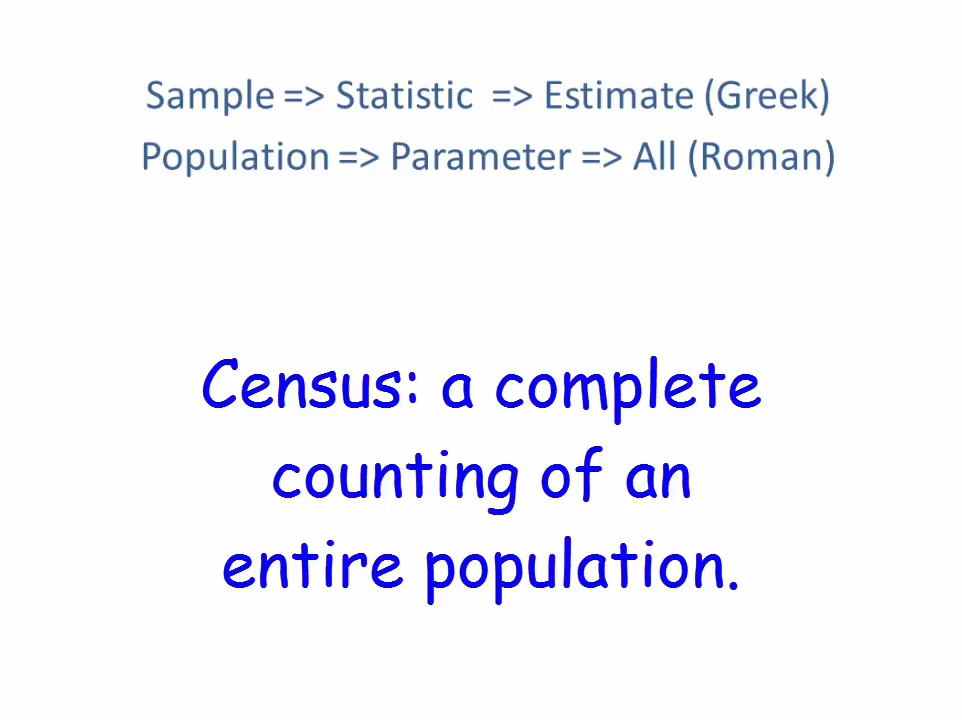 Sample => Statistic => Estimate (Greek)
Population => Parameter => All (Roman)
Census: a complete
counting of an
entire population.